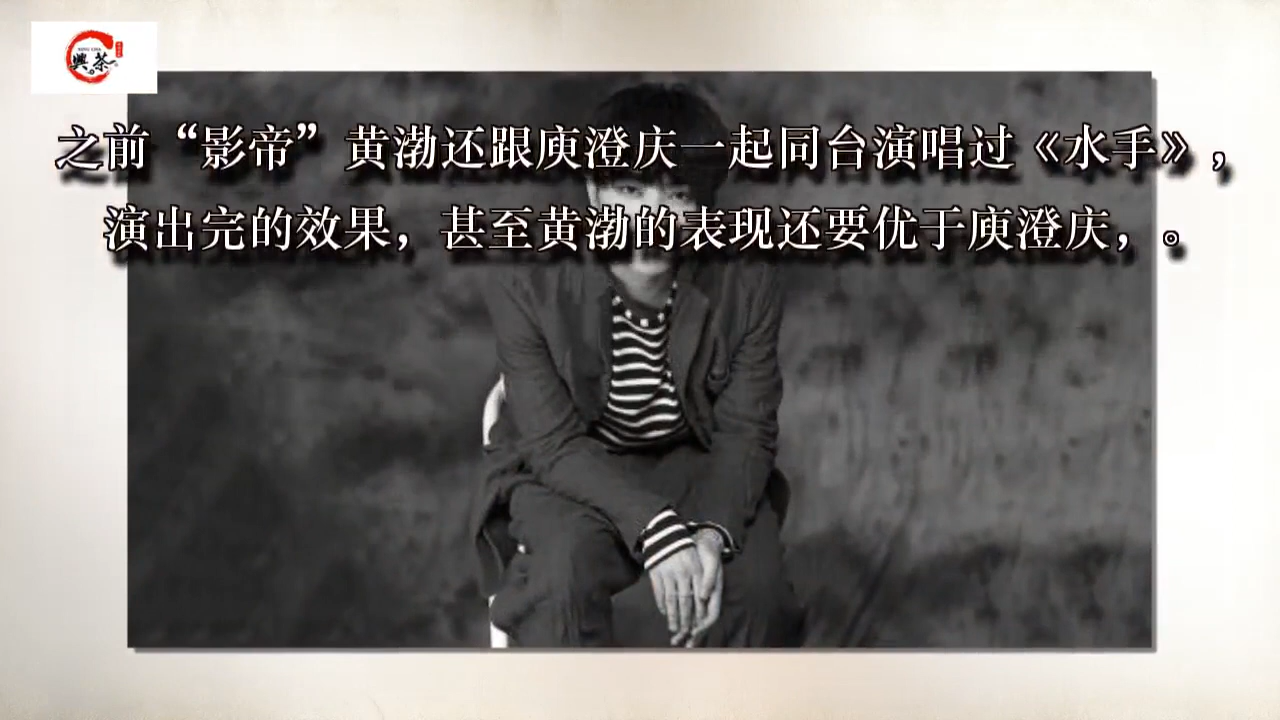 興茶
之前“影帝”黄渤还跟庾澄庆一起同台演唱过《水手》，
演出完的效果，甚至黄渤的表现还要优于庾澄庆，。